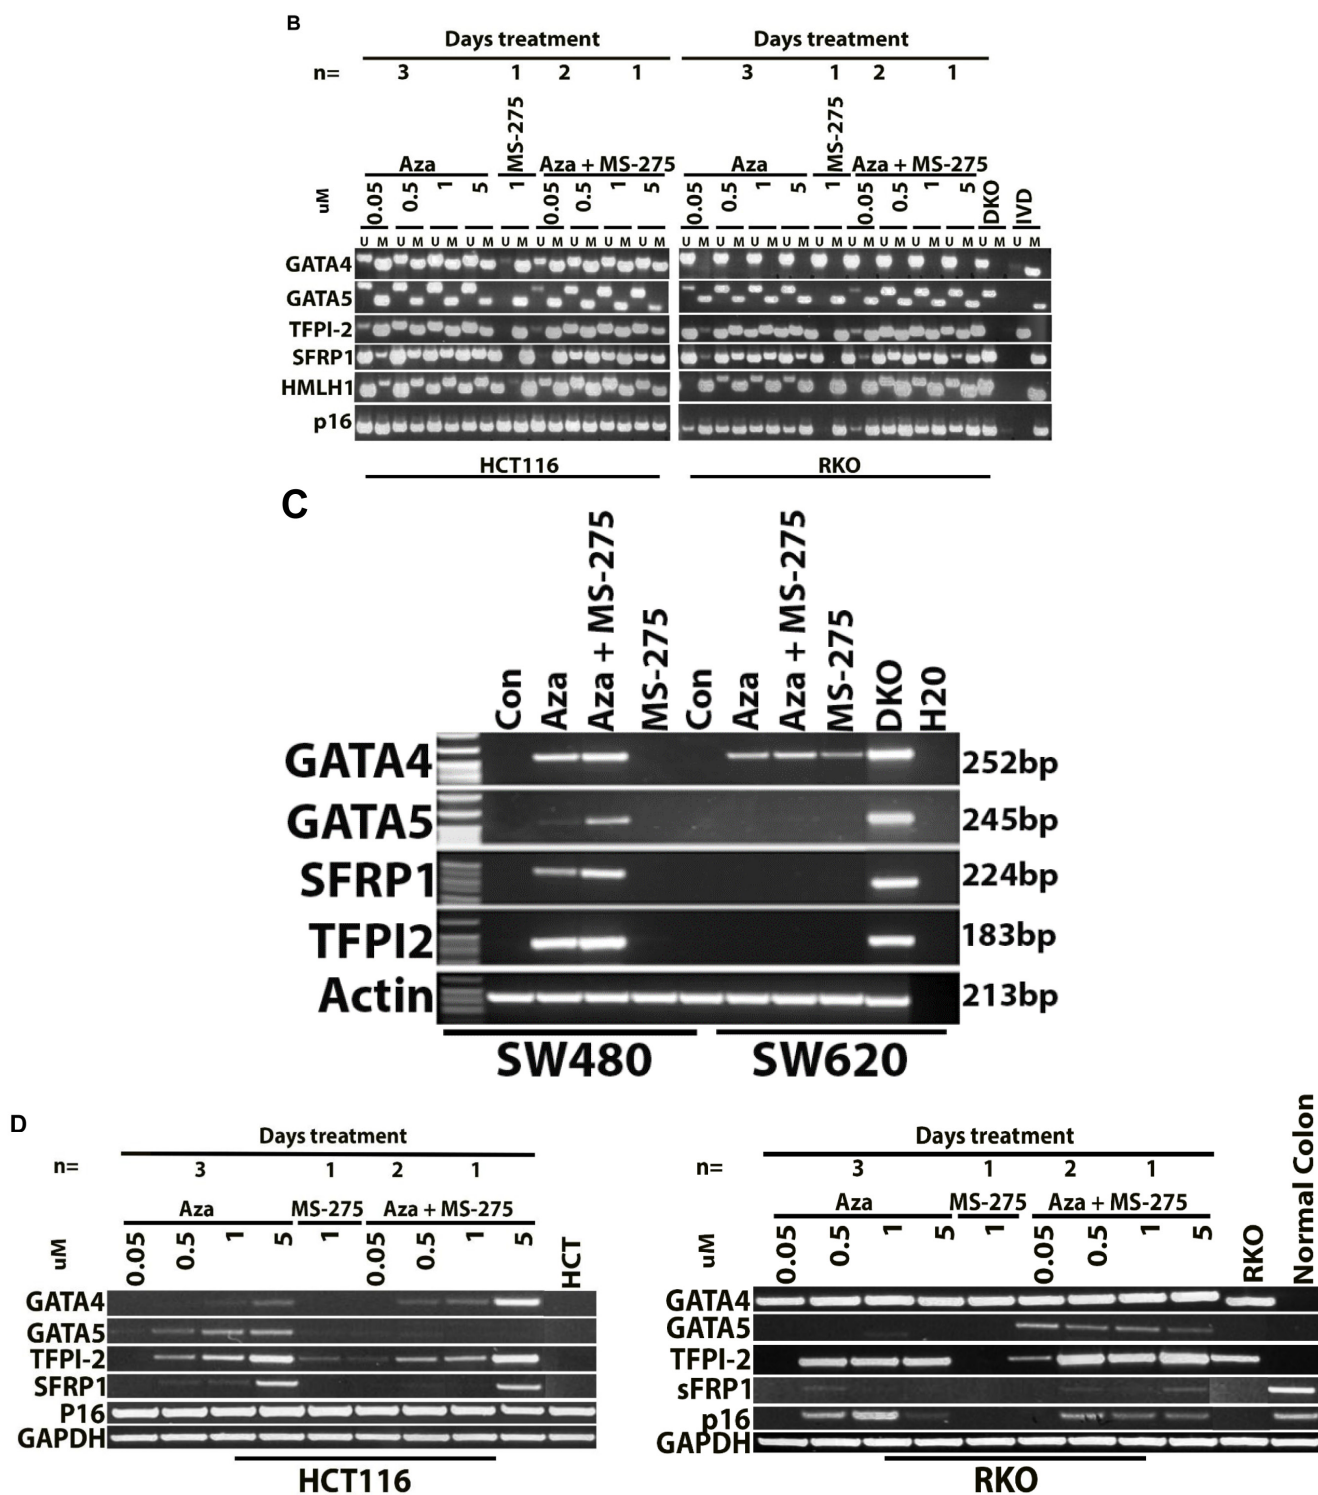 B
Days treatment Days treatment
n= 3 1 2 1 3 1 2 1
MS-275 MS-275
Aza Aza + MS-275 Aza Aza + MS-275
uM 0.05 0.5 1 5 1 0.05 0.5 1 5 0.05 0.5 1 5 1 0.05 0.5 1 5 DKO IVD
U M U M U M U M U M U M U M U M U M U M U M U M U M U M U M U M U M U M U M U M
GATA4
GATA5
TFPI-2
SFRP1
HMLH1
p16
HCT116 RKO
C
Con Aza Aza + MS-275 MS-275 Con Aza Aza + MS-275 MS-275 DKO H20
GATA4 252bp
GATA5 245bp
SFRP1 224bp
TFPI2 183bp
Actin 213bp
SW480 SW620
D
Days treatment
n= 3 1 2 1
Aza MS-275 Aza + MS-275
uM 0.05 0.5 1 5 1 0.05 0.5 1 5 HCT
GATA4
GATA5
TFPI-2
SFRP1
P16
GAPDH
HCT116
Days treatment
n= 3 1 2 1
Aza MS-275 Aza + MS-275
uM 0.05 0.5 1 5 1 0.05 0.5 1 5 RKO Normal Colon
GATA4
GATA5
TFPI-2
sFRP1
p16
GAPDH
RKO